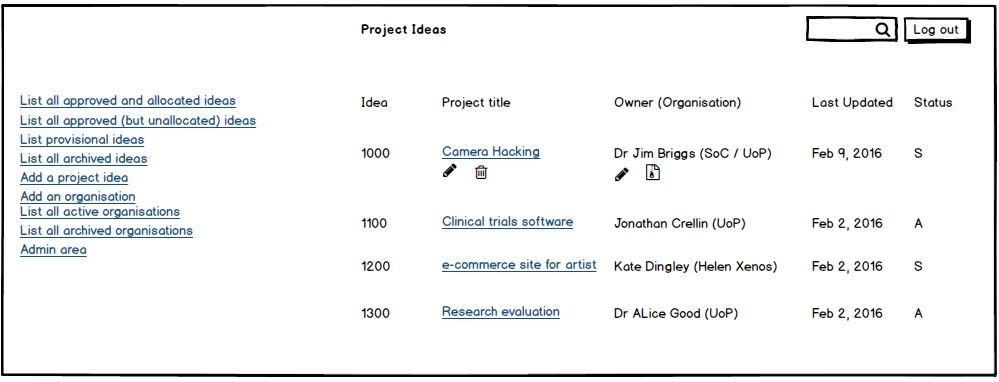 Project Ideas
Log out
List all approved and allocated ideas
List all approved (but unallocated) ideas
List provisional ideas
List all archived ideas
Add a project idea
Add an organisation
List all active organisations
List all archived organisations
Admin area
Idea Project title Owner (Organisation) Last Updated Status
1000 Camera Hacking Dr Jim Briggs (SoC / UoP) Feb 9, 2016 S
1100 Clinical trials software Jonathan Crellin (UoP) Feb 2, 2016 A
1200 e-commerce site for artist Kate Dingley (Helen Xenos) Feb 2, 2016 S
1300 Research evaluation Dr ALice Good (UoP) Feb 2, 2016 A